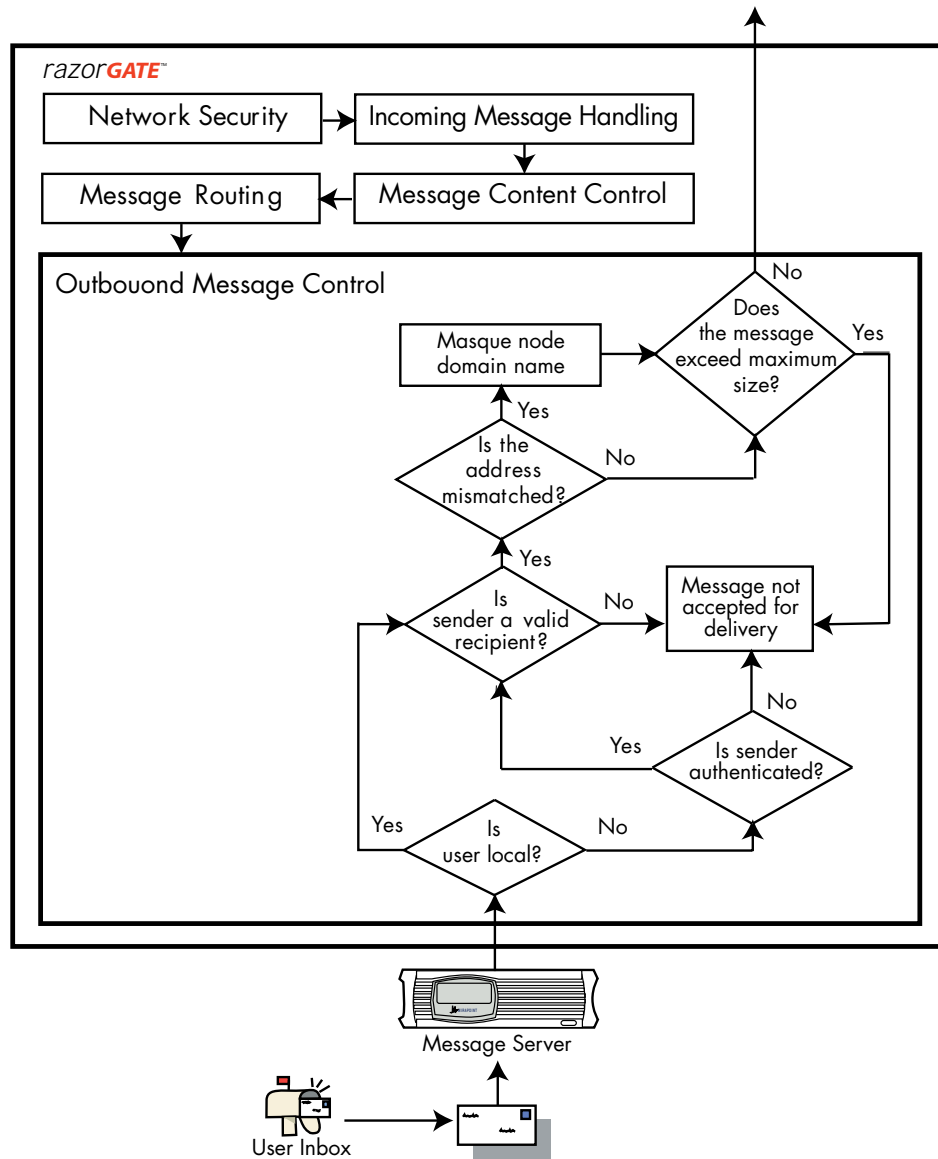 razorGATE™
Network Security
Incoming Message Handling
Message Routing
Message Content Control
Outbouond Message Control
No
Does
the message
exceed maximum
size?
Yes
Masque node
domain name
Yes
Is the
address
mismatched?
No
Yes
Is
sender a valid
recipient?
No
Message not
accepted for
delivery
No
Yes
Is sender
authenticated?
Yes
Is
user local?
No
Message Server
User Inbox